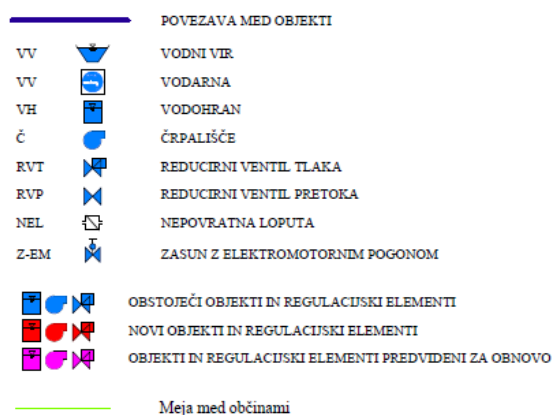 POVEZAVA MED OBJEKTI
VV VODNI VIR
VV VODARNA
VH VODOHRAN
Č ČRPALIŠČE
RVT REDUCIRNI VENTIL TLAKA
RVP REDUCIRNI VENTIL PRETOKA
NEL NEPOVRATNA LOPUTA
Z-EM ZASUN Z ELEKTROMOTORNIM POGONOM
OBSTOJEČI OBJEKTI IN REGULACIJSKI ELEMENTI
NOVI OBJEKTI IN REGULACIJSKI ELEMENTI
OBJEKTI IN REGULACIJSKI ELEMENTI PREDVIDENI ZA OBNOVO
Meja med občinami